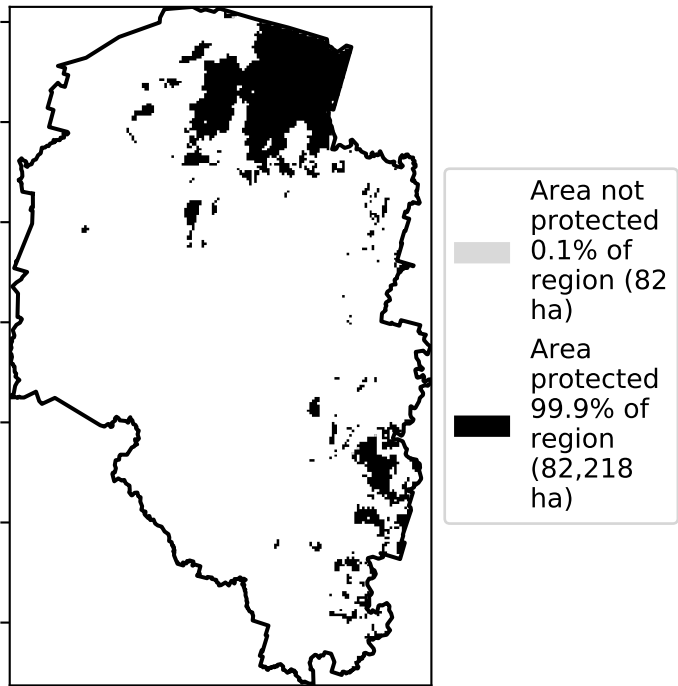 Area not
protected
0.1% of
region (82
ha)
Area
protected
99.9% of
region
(82,218
ha)